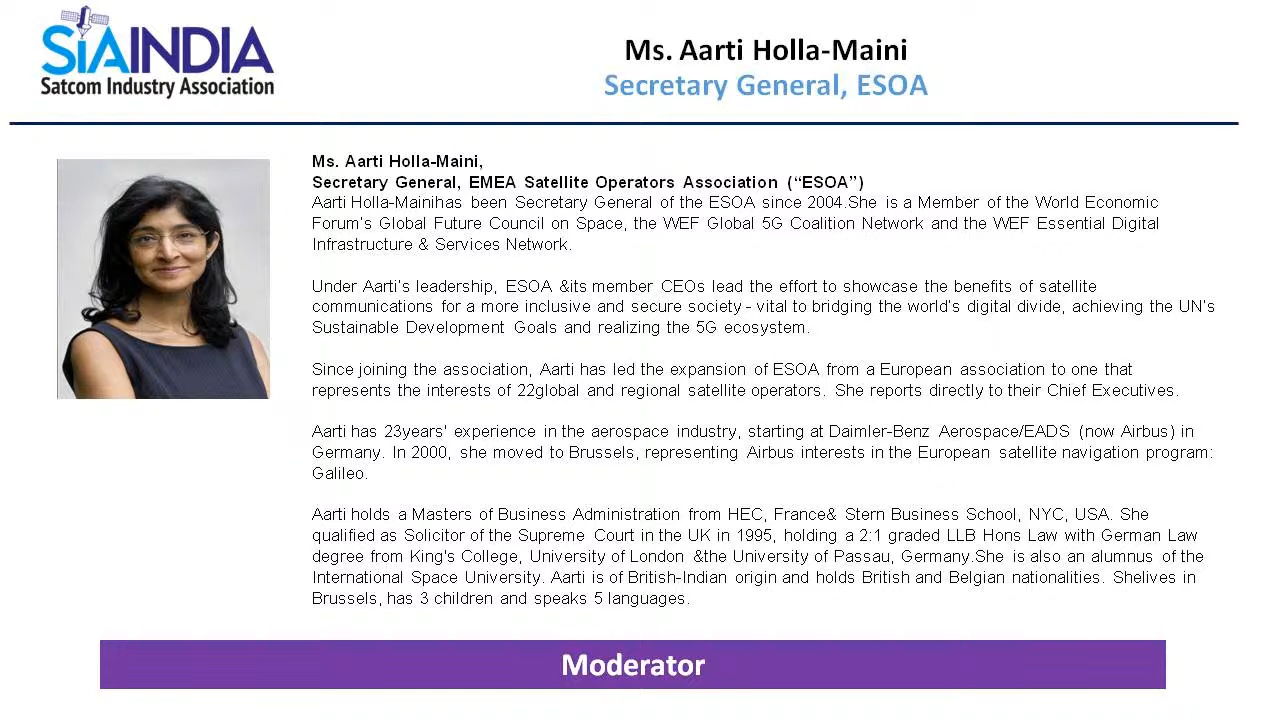 SIAINDIA
Satcom Industry Association
Ms. Aarti Holla-Maini
Secretary General, ESOA
Ms. Aarti Holla-Maini,
Secretary General, EMEA Satellite Operators Association (“ESOA”)
Aarti Holla-Mainihas been Secretary General of the ESOA since 2004.She is a Member of the World Economic
Forum’s Global Future Council on Space, the WEF Global 5G Coalition Network and the WEF Essential Digital
Infrastructure & Services Network.
Under Aarti’s leadership, ESOA &its member CEOs lead the effort to showcase the benefits of satellite
communications for a more inclusive and secure society - vital to bridging the world’s digital divide, achieving the UN’s
Sustainable Development Goals and realizing the 5G ecosystem.
Since joining the association, Aarti has led the expansion of ESOA from a European association to one that
represents the interests of 22global and regional satellite operators. She reports directly to their Chief Executives.
Aarti has 23years’ experience in the aerospace industry, starting at Daimler-Benz Aerospace/EADS (now Airbus) in
Germany. In 2000, she moved to Brussels, representing Airbus interests in the European satellite navigation program:
Galileo.
Aarti holds a Masters of Business Administration from HEC, France& Stern Business School, NYC, USA. She
qualified as Solicitor of the Supreme Court in the UK in 1995, holding a 2:1 graded LLB Hons Law with German Law
degree from King’s College, University of London &the University of Passau, Germany.She is also an alumnus of the
International Space University. Aarti is of British-Indian origin and holds British and Belgian nationalities. Shelives in
Brussels, has 3 children and speaks 5 languages.
Moderator